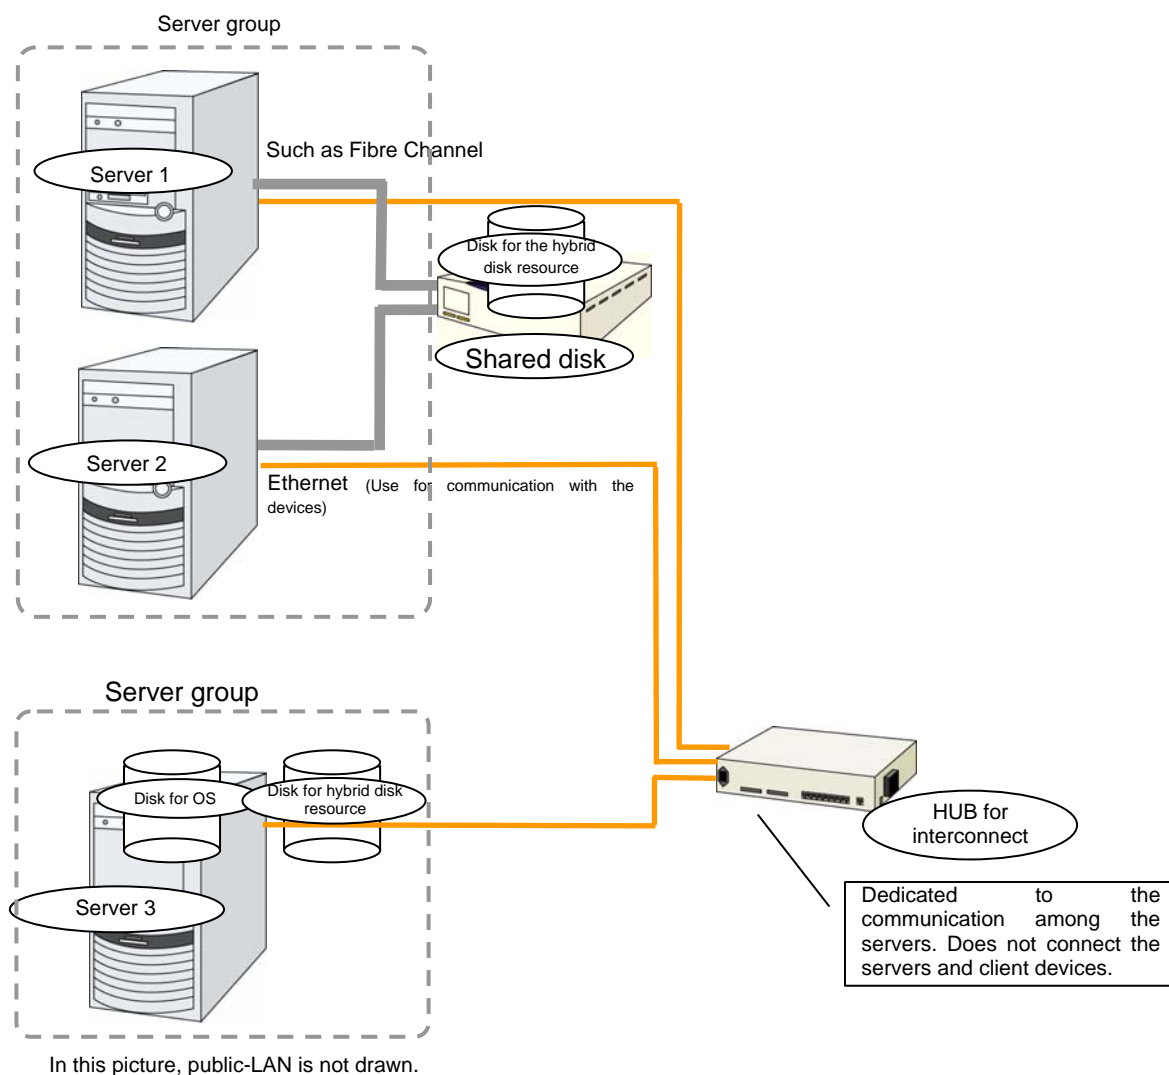 Server group
Server 1
Such as Fibre Channel
Disk for the hybrid
disk resource
Shared disk
Server 2
Ethernet (Use for communication with the
devices)
Server group
Disk for OS
Disk for hybrid disk
resource
Server 3
HUB for
interconnect
Dedicated to the
communication among the
servers. Does not connect the
servers and client devices.
In this picture, public-LAN is not drawn.